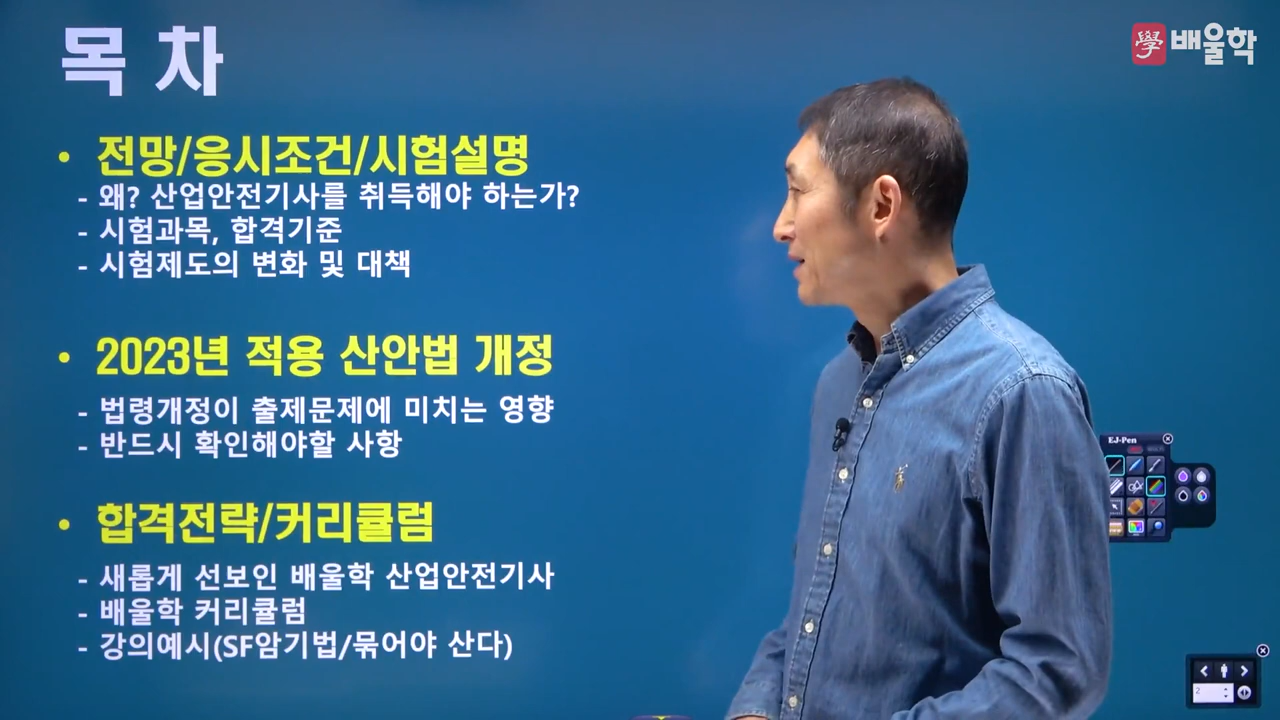 목 차
學 배울학
• 전망/응시조건/시험설명
- 왜? 산업안전기사를 취득해야 하는가?
- 시험과목, 합격기준
- 시험제도의 변화 및 대책
• 2023년 적용 산안법 개정
- 법령개정이 출제문제에 미치는 영향
- 반드시 확인해야할 사항
• 합격전략/커리큘럼
- 새롭게 선보인 배울학 산업안전기사
- 배울학 커리큘럼
- 강의예시(SF암기법/묶어야 산다)
EJ-Pen
2